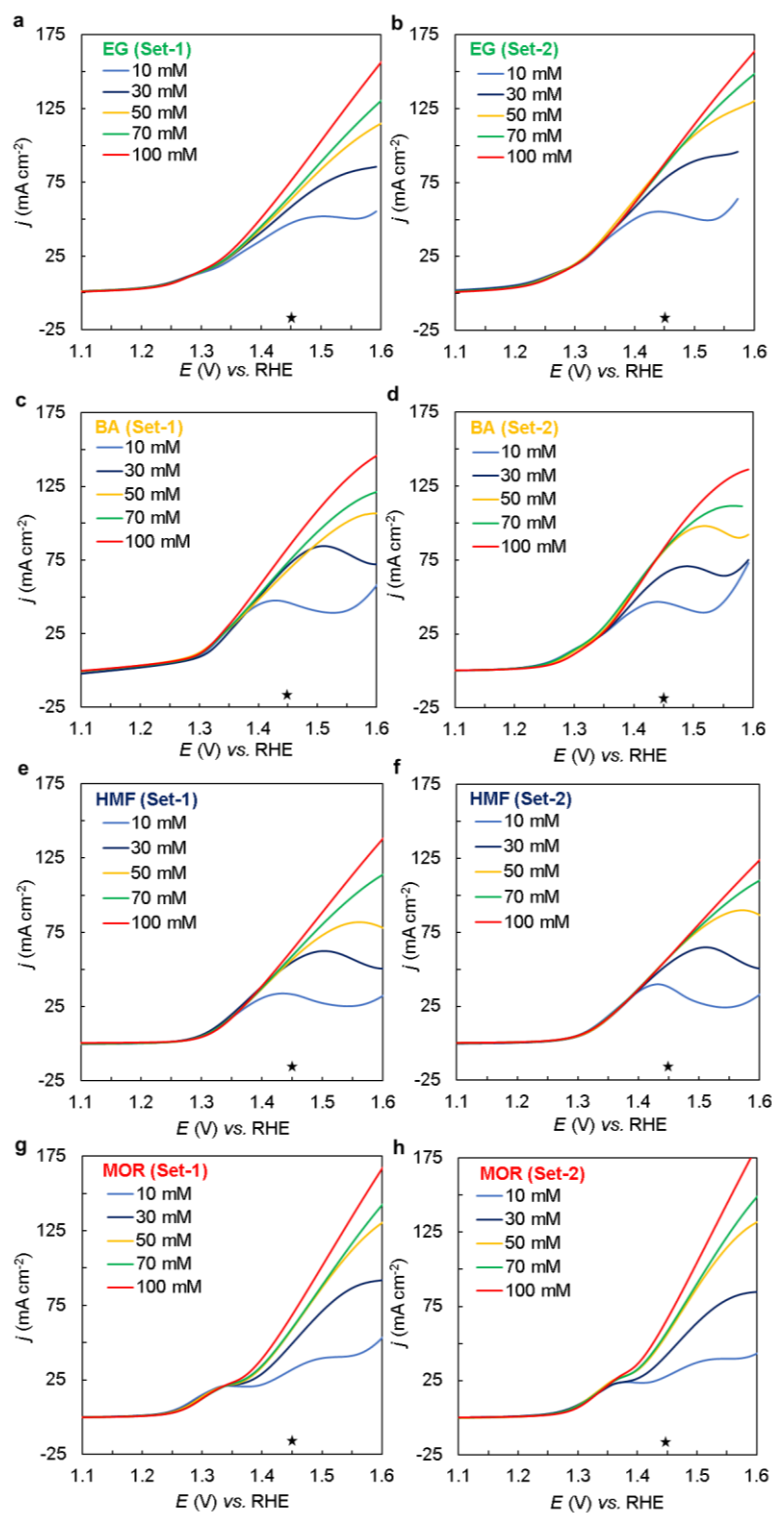 a
EG (Set-1)
10 mM
30 mM
50 mM
70 mM
100 mM
175
125
75
25
-25
j (mA cm-2)
1.1 1.2 1.3 1.4 1.5 1.6
E (V) vs. RHE
b
EG (Set-2)
10 mM
30 mM
50 mM
70 mM
100 mM
175
125
75
25
-25
j (mA cm-2)
1.1 1.2 1.3 1.4 1.5 1.6
E (V) vs. RHE
c
BA (Set-1)
10 mM
30 mM
50 mM
70 mM
100 mM
175
125
75
25
-25
j (mA cm-2)
1.1 1.2 1.3 1.4 1.5 1.6
E (V) vs. RHE
d
BA (Set-2)
10 mM
30 mM
50 mM
70 mM
100 mM
175
125
75
25
-25
j (mA cm-2)
1.1 1.2 1.3 1.4 1.5 1.6
E (V) vs. RHE
e
HMF (Set-1)
10 mM
30 mM
50 mM
70 mM
100 mM
175
125
75
25
-25
j (mA cm-2)
1.1 1.2 1.3 1.4 1.5 1.6
E (V) vs. RHE
f
HMF (Set-2)
10 mM
30 mM
50 mM
70 mM
100 mM
175
125
75
25
-25
j (mA cm-2)
1.1 1.2 1.3 1.4 1.5 1.6
E (V) vs. RHE
g
MOR (Set-1)
10 mM
30 mM
50 mM
70 mM
100 mM
175
125
75
25
-25
j (mA cm-2)
1.1 1.2 1.3 1.4 1.5 1.6
E (V) vs. RHE
h
MOR (Set-2)
10 mM
30 mM
50 mM
70 mM
100 mM
175
125
75
25
-25
j (mA cm-2)
1.1 1.2 1.3 1.4 1.5 1.6
E (V) vs. RHE